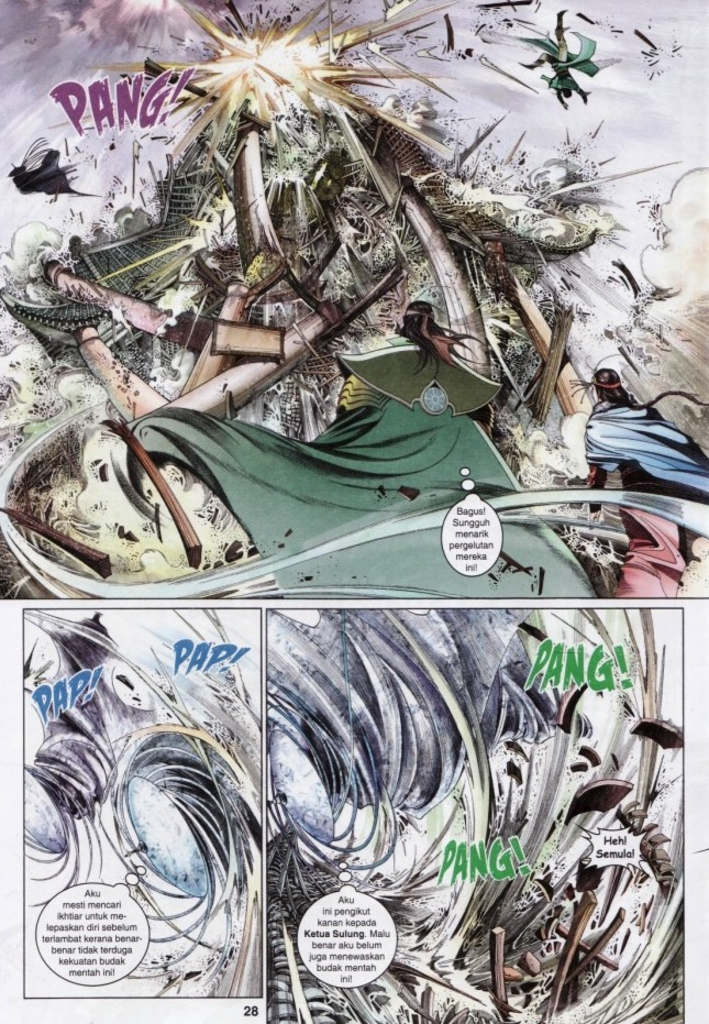 PANG!
Bagus!
Sungguh
menarik
pergelutan
mereka
ini!
PAP!
PAP!
Aku
mesti mencari
ikhtiar untuk me-
lepaskan diri sebelum
terlambat kerana benar-
benar tidak terduga
kekuatan budak
mentah ini!
PANG!
PANG!
Heh!
Semula!
Aku
ini pengikut
kanan kepada
Ketua Sulung. Malu
benar aku belum
juga menewaskan
budak mentah
ini!
28